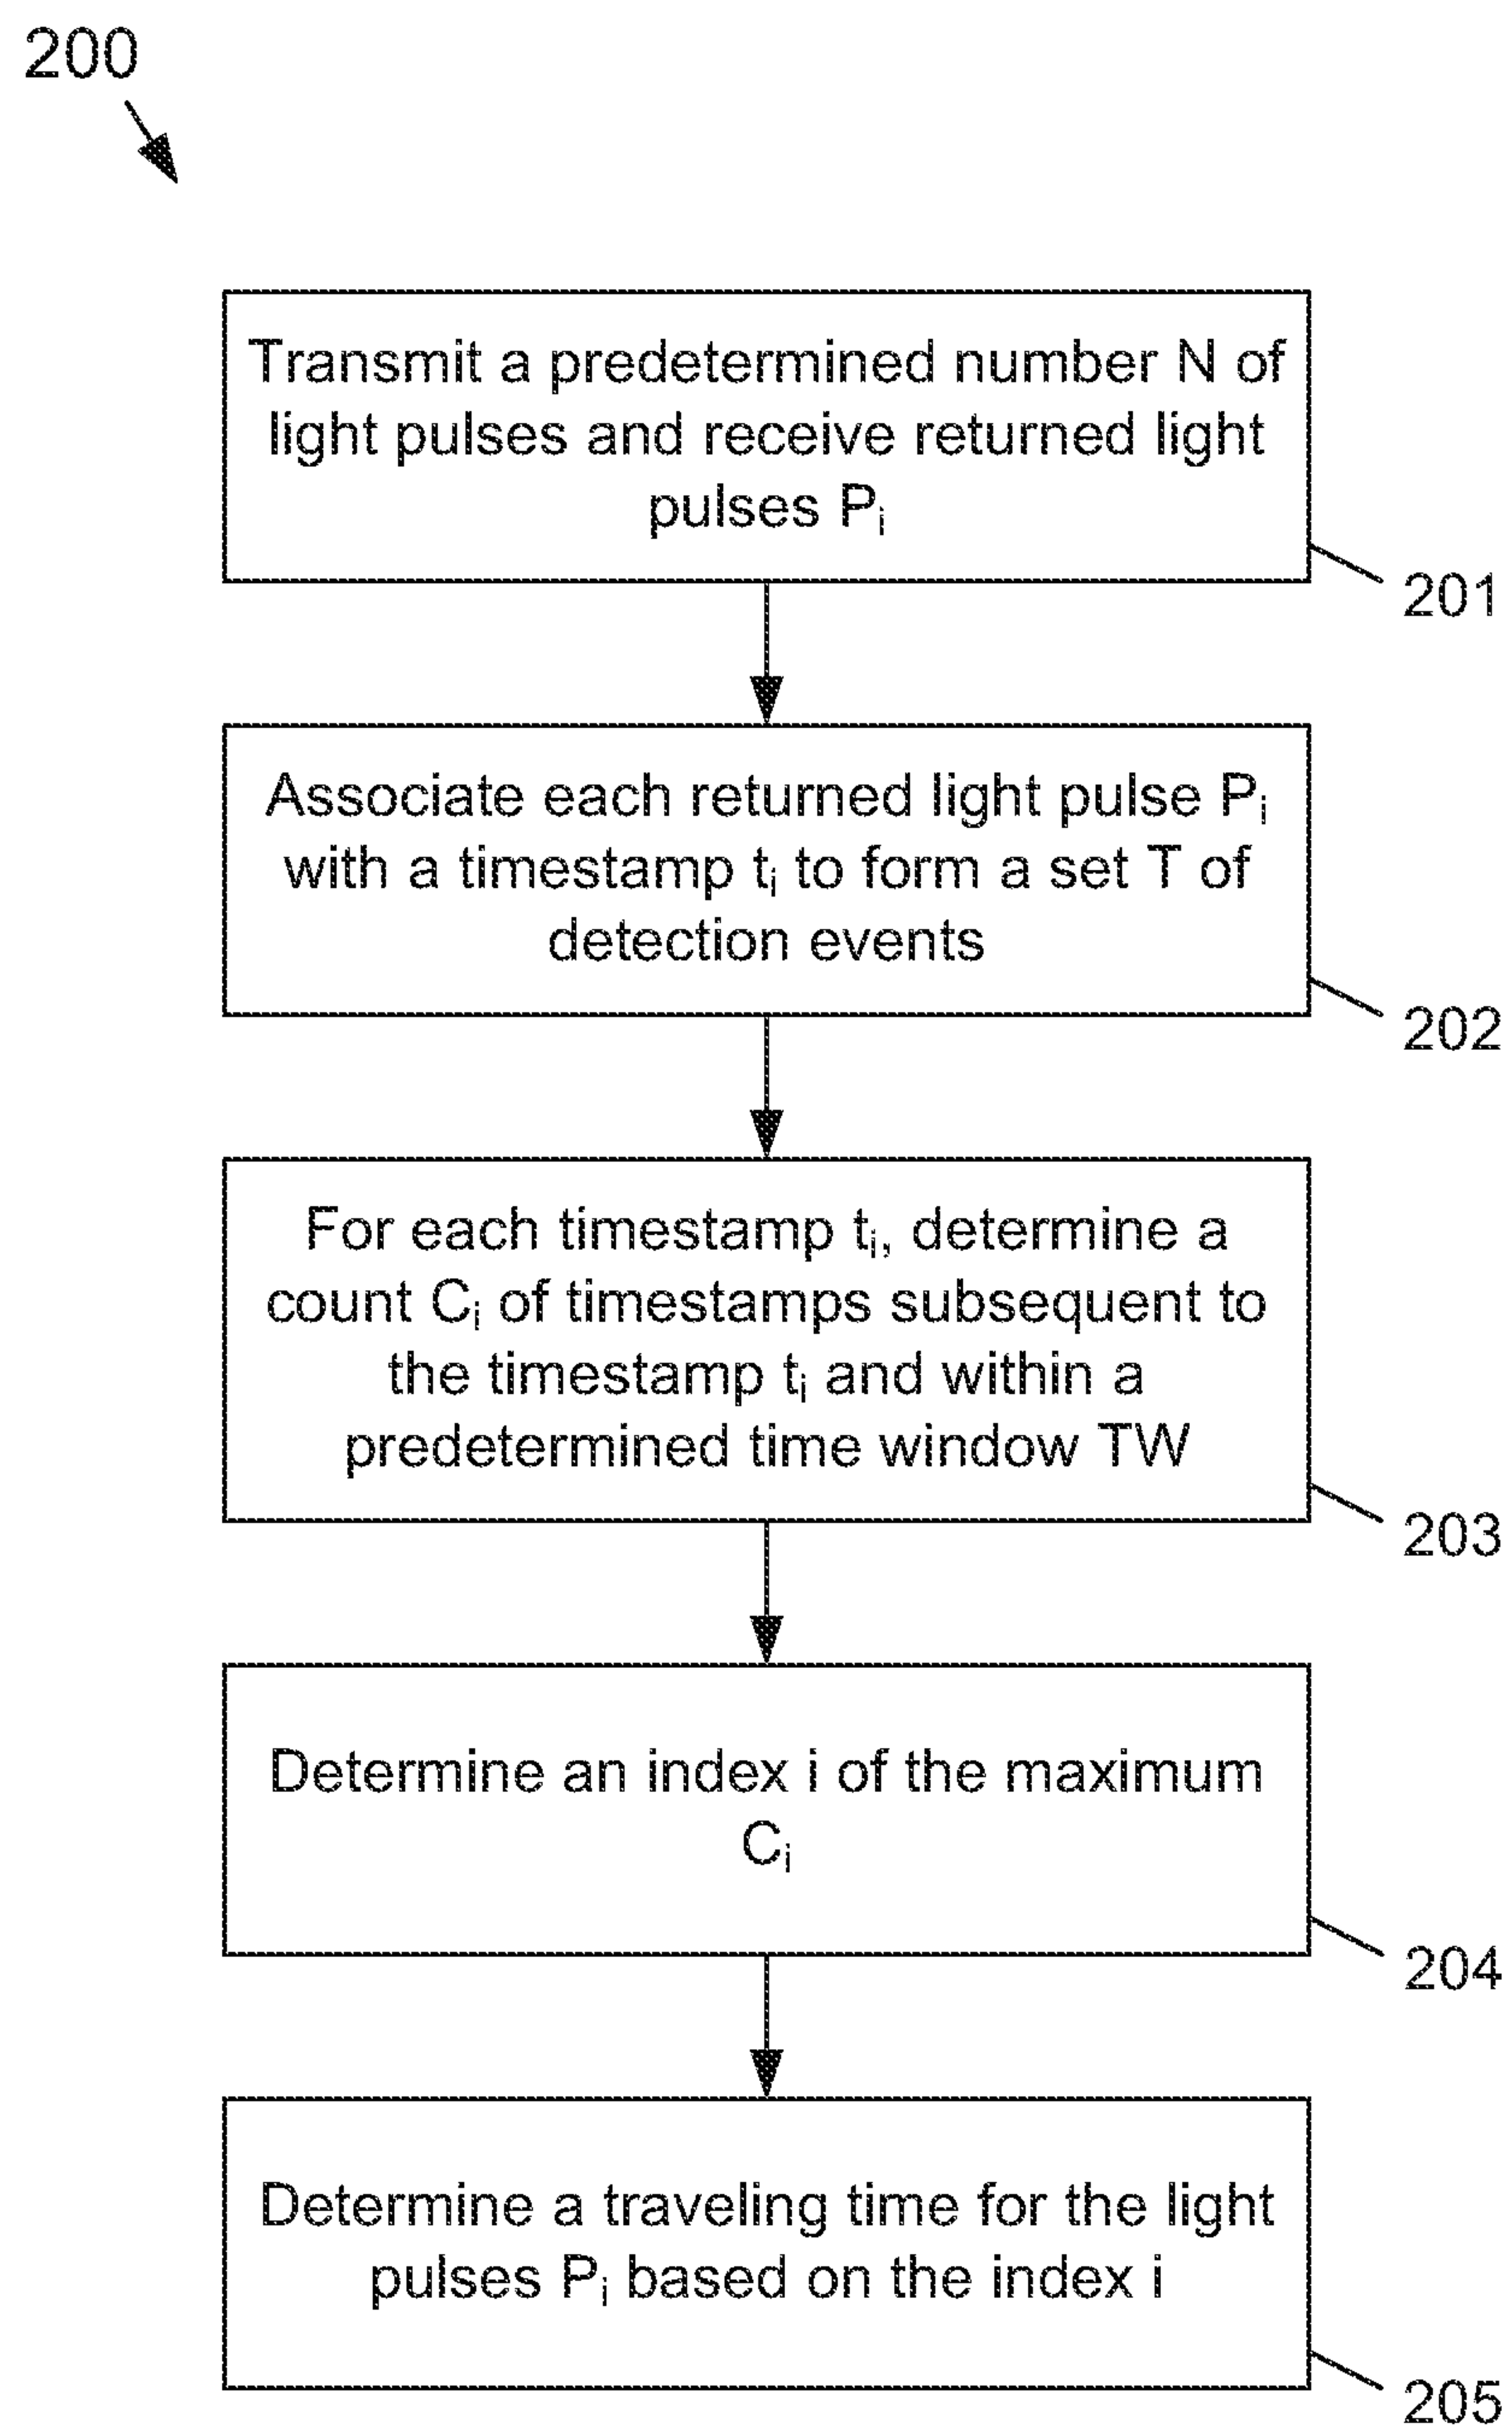 200
Transmit a predetermined number N of
light pulses and receive returned light
pulses Pi
201
Associate each returned light pulse Pi
with a timestamp ti to form a set T of
detection events
202
For each timestamp ti, determine a
count Ci of timestamps subsequent to
the timestamp ti and within a
predetermined time window TW
203
Determine an index i of the maximum
Ci
204
Determine a traveling time for the light
pulses Pi based on the index i
205